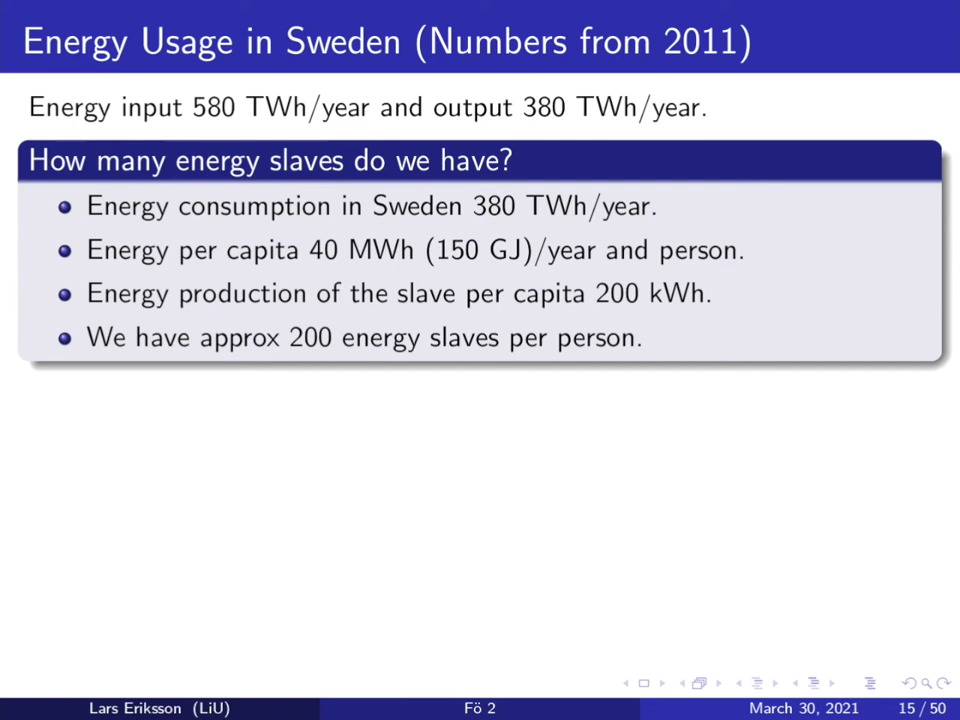 Energy Usage in Sweden (Numbers from 2011)
Energy input 580 TWh/year and output 380 TWh/year.
How many energy slaves do we have?
Energy consumption in Sweden 380 TWh/year.
Energy per capita 40 MWh (150 GJ)/year and person.
Energy production of the slave per capita 200 kWh.
We have approx 200 energy slaves per person.
Lars Eriksson (LiU) Fö 2 March 30, 2021 15 / 50